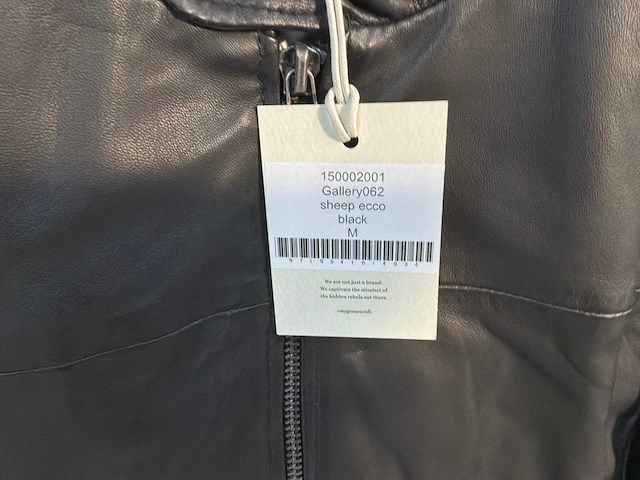 150002001
Gallery062
sheep ecco
black
M
We are not just a brand.
We captivate the mindset of
the hidden rebels out there.